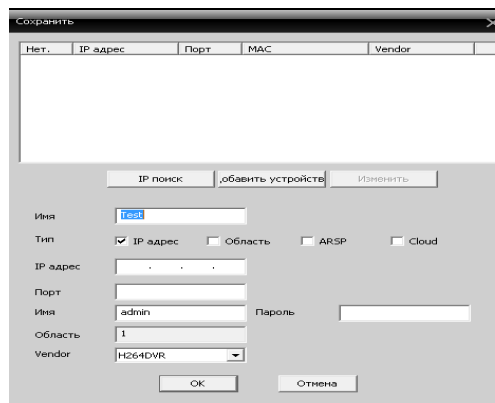 Сохранить
Нет. IP адрес Порт MAC Vendor
IP поиск ,обавить устройств Изменить
Имя Test
Тип IP адрес Область ARSP Cloud
IP адрес . . .
Порт
Имя admin Пароль
Область 1
Vendor H264DVR
OK Отмена